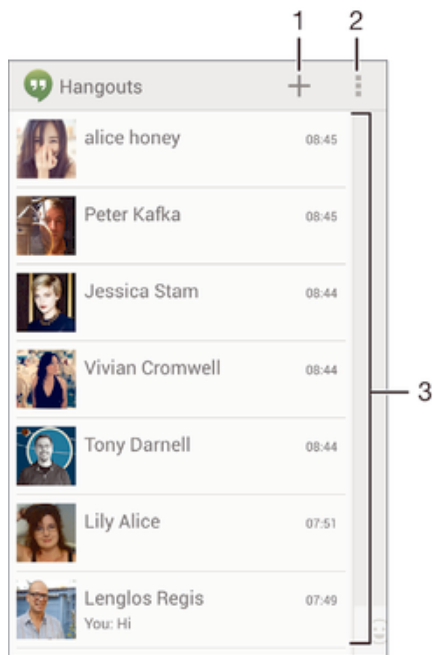 1 2
Hangouts
alice honey 08:45
Peter Kafka 08:45
Jessica Stam 08:44
Vivian Cromwell 08:44
3
Tony Darnell 08:44
Lily Alice 07:51
Lenglos Regis 07:49
You: Hi